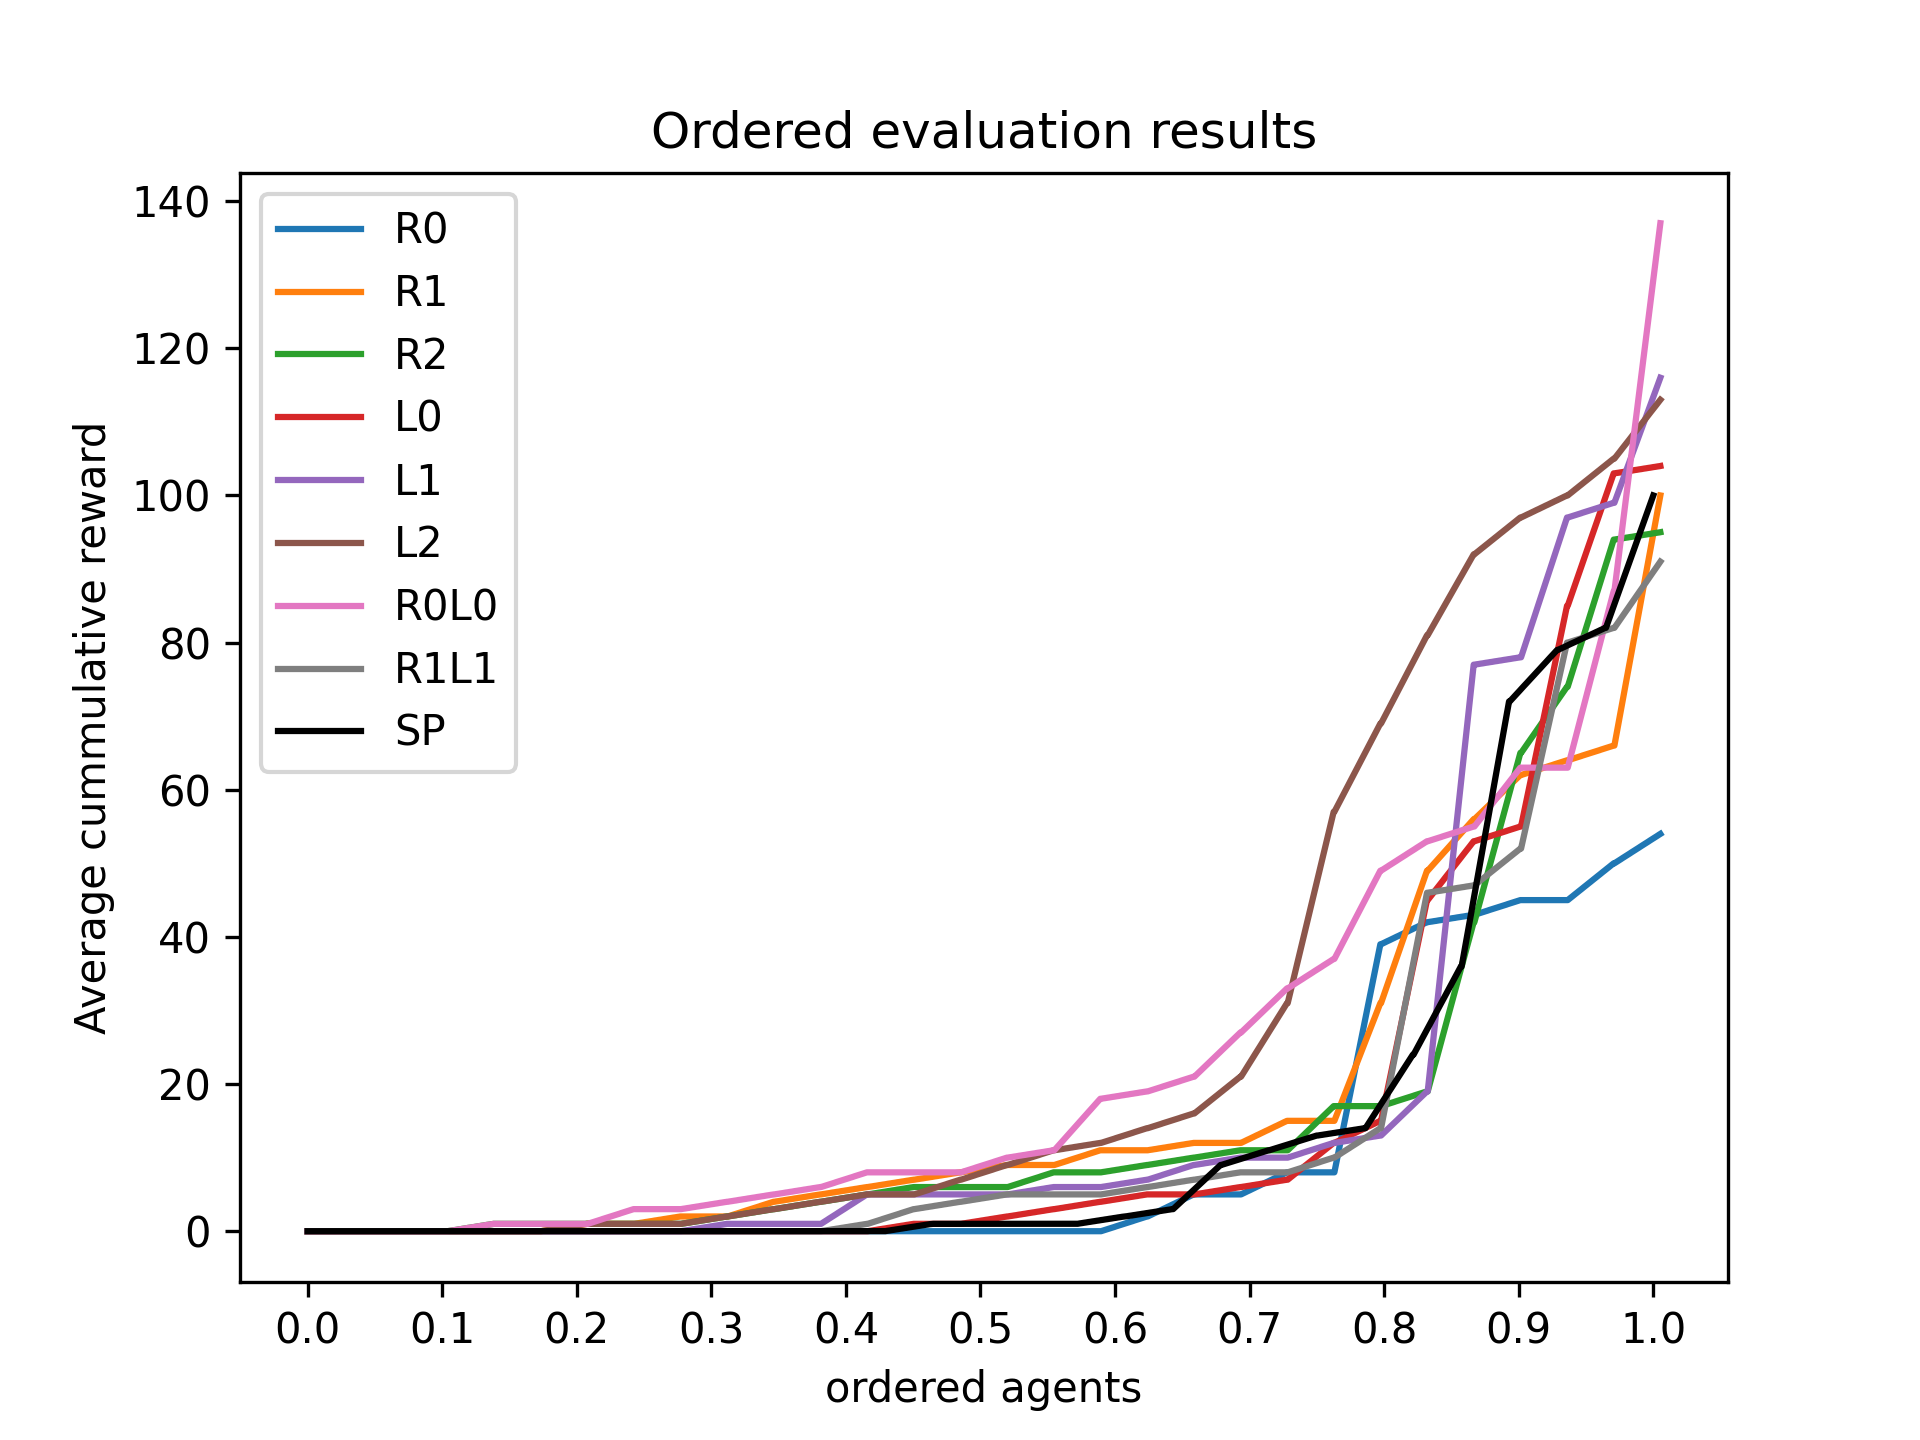 Ordered evaluation results
Average cummulative reward
140
120
100
80
60
40
20
0
R0
R1
R2
L0
L1
L2
R0L0
R1L1
SP
0.0 0.1 0.2 0.3 0.4 0.5 0.6 0.7 0.8 0.9 1.0
ordered agents